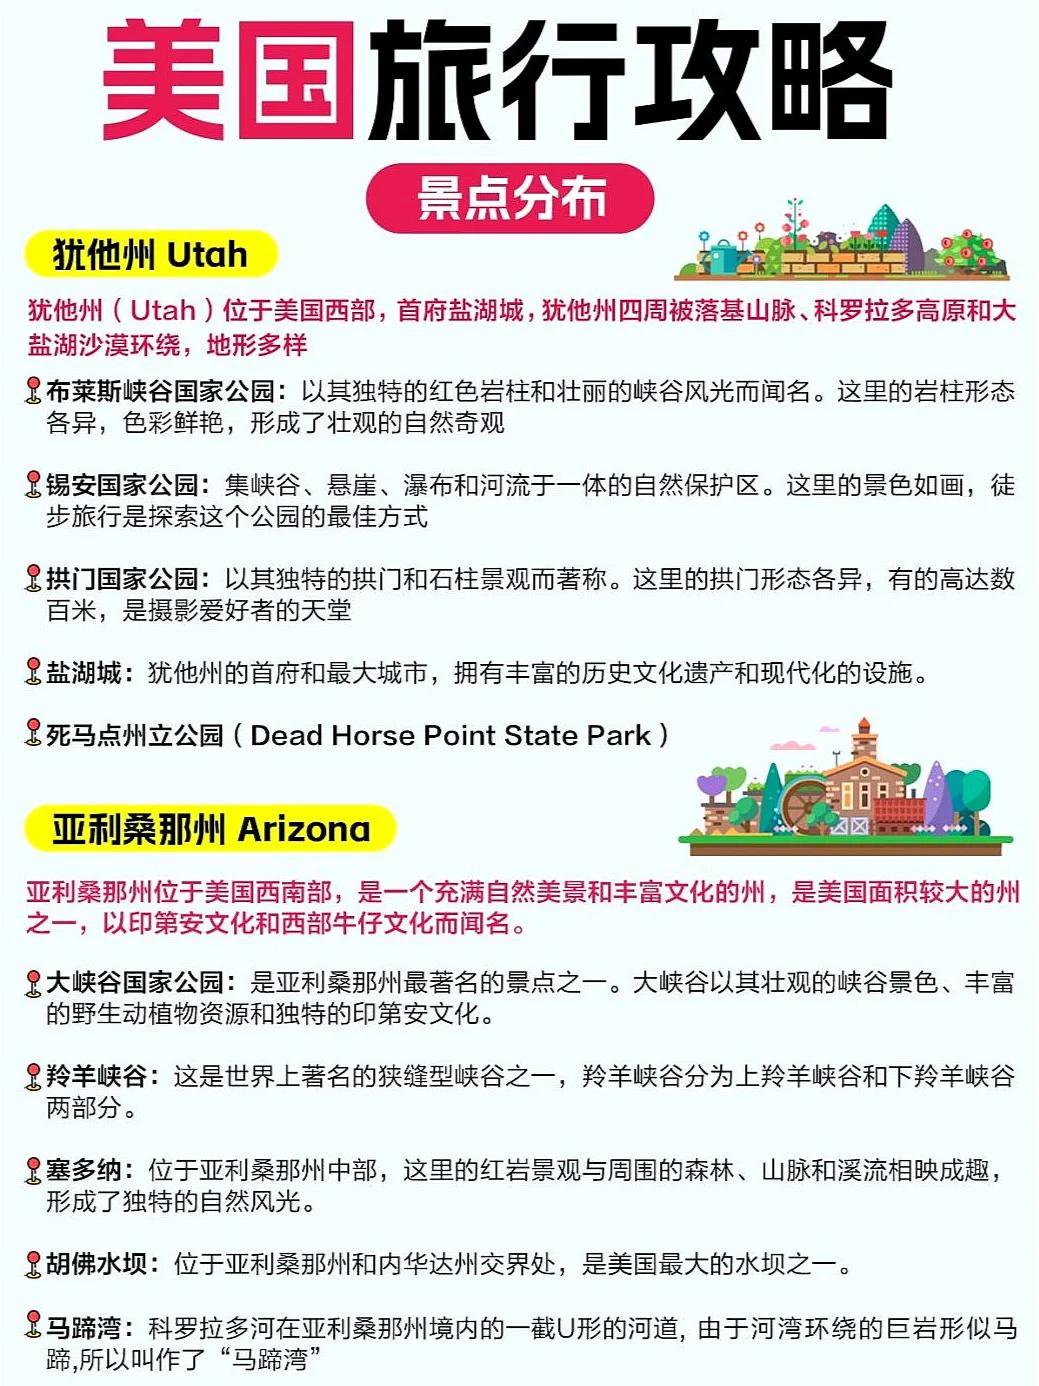 美国旅行攻略
景点分布
犹他州 Utah
犹他州（Utah）位于美国西部，首府盐湖城，犹他州四周被落基山脉、科罗拉多高原和大
盐湖沙漠环绕，地形多样
布莱斯峡谷国家公园：以其独特的红色岩柱和壮丽的峡谷风光而闻名。这里的岩柱形态
各异，色彩鲜艳，形成了壮观的自然奇观
锡安国家公园：集峡谷、悬崖、瀑布和河流于一体的自然保护区。这里的景色如画，徒
步旅行是探索这个公园的最佳方式
拱门国家公园：以其独特的拱门和石柱景观而著称。这里的拱门形态各异，有的高达数
百米，是摄影爱好者的天堂
盐湖城：犹他州的首府和最大城市，拥有丰富的历史文化遗产和现代化的设施。
死马点州立公园（Dead Horse Point State Park）
亚利桑那州 Arizona
亚利桑那州位于美国西南部，是一个充满自然美景和丰富文化的州，是美国面积较大的州
之一，以印第安文化和西部牛仔文化而闻名。
大峡谷国家公园：是亚利桑那州最著名的景点之一。大峡谷以其壮观的峡谷景色、丰富
的野生动植物资源和独特的印第安文化。
羚羊峡谷：这是世界上著名的狭缝型峡谷之一，羚羊峡谷分为上羚羊峡谷和下羚羊峡谷
两部分。
塞多纳：位于亚利桑那州中部，这里的红岩景观与周围的森林、山脉和溪流相映成趣，
形成了独特的自然风光。
胡佛水坝：位于亚利桑那州和内华达州交界处，是美国最大的水坝之一。
马蹄湾：科罗拉多河在亚利桑那州境内的一截U形的河道, 由于河湾环绕的巨岩形似马
蹄,所以叫作了“马蹄湾”